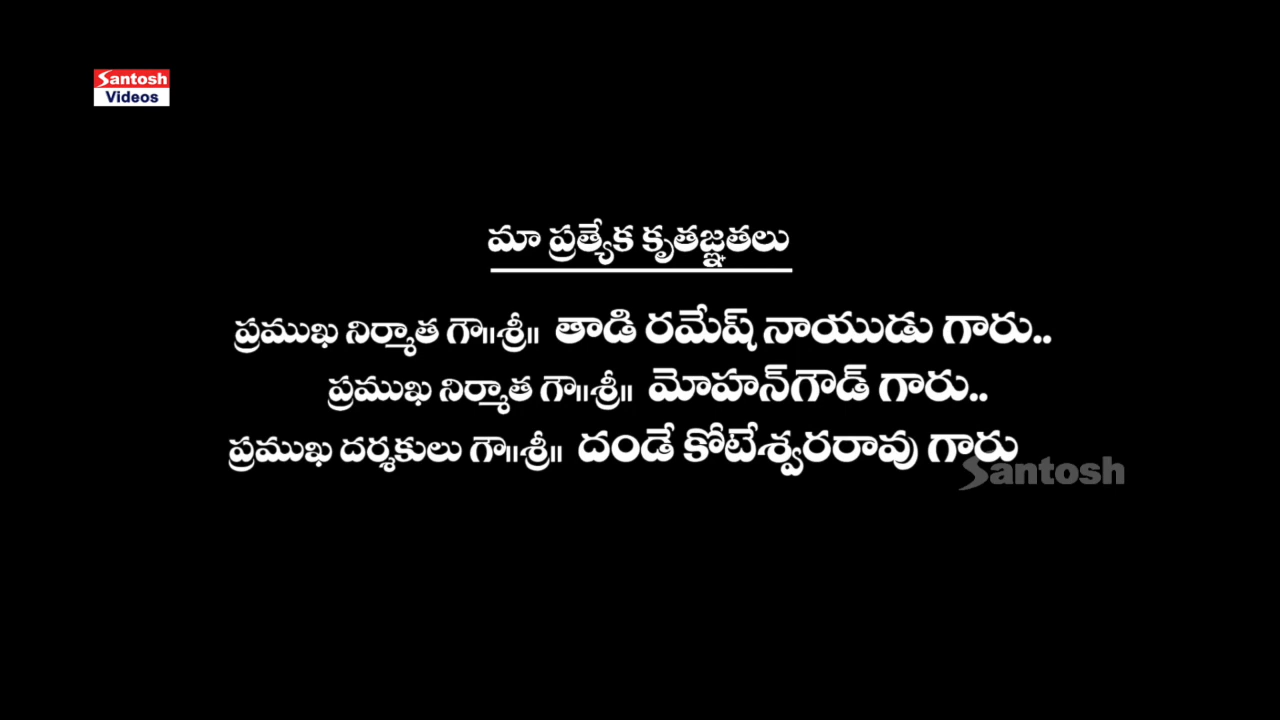 Santosh
Videos
మా ప్రత్యేక కృతజ్ఞతలు
ప్రముఖ నిర్మాత గౌ॥శ్రీ॥ తాడి రమేష్ నాయుడు గారు..
ప్రముఖ నిర్మాత గౌ॥శ్రీ॥ మోహన్‌గౌడ్ గారు..
ప్రముఖ దర్శకులు గౌ॥శ్రీ॥ దండే కోటేశ్వరరావు గారు
Santosh